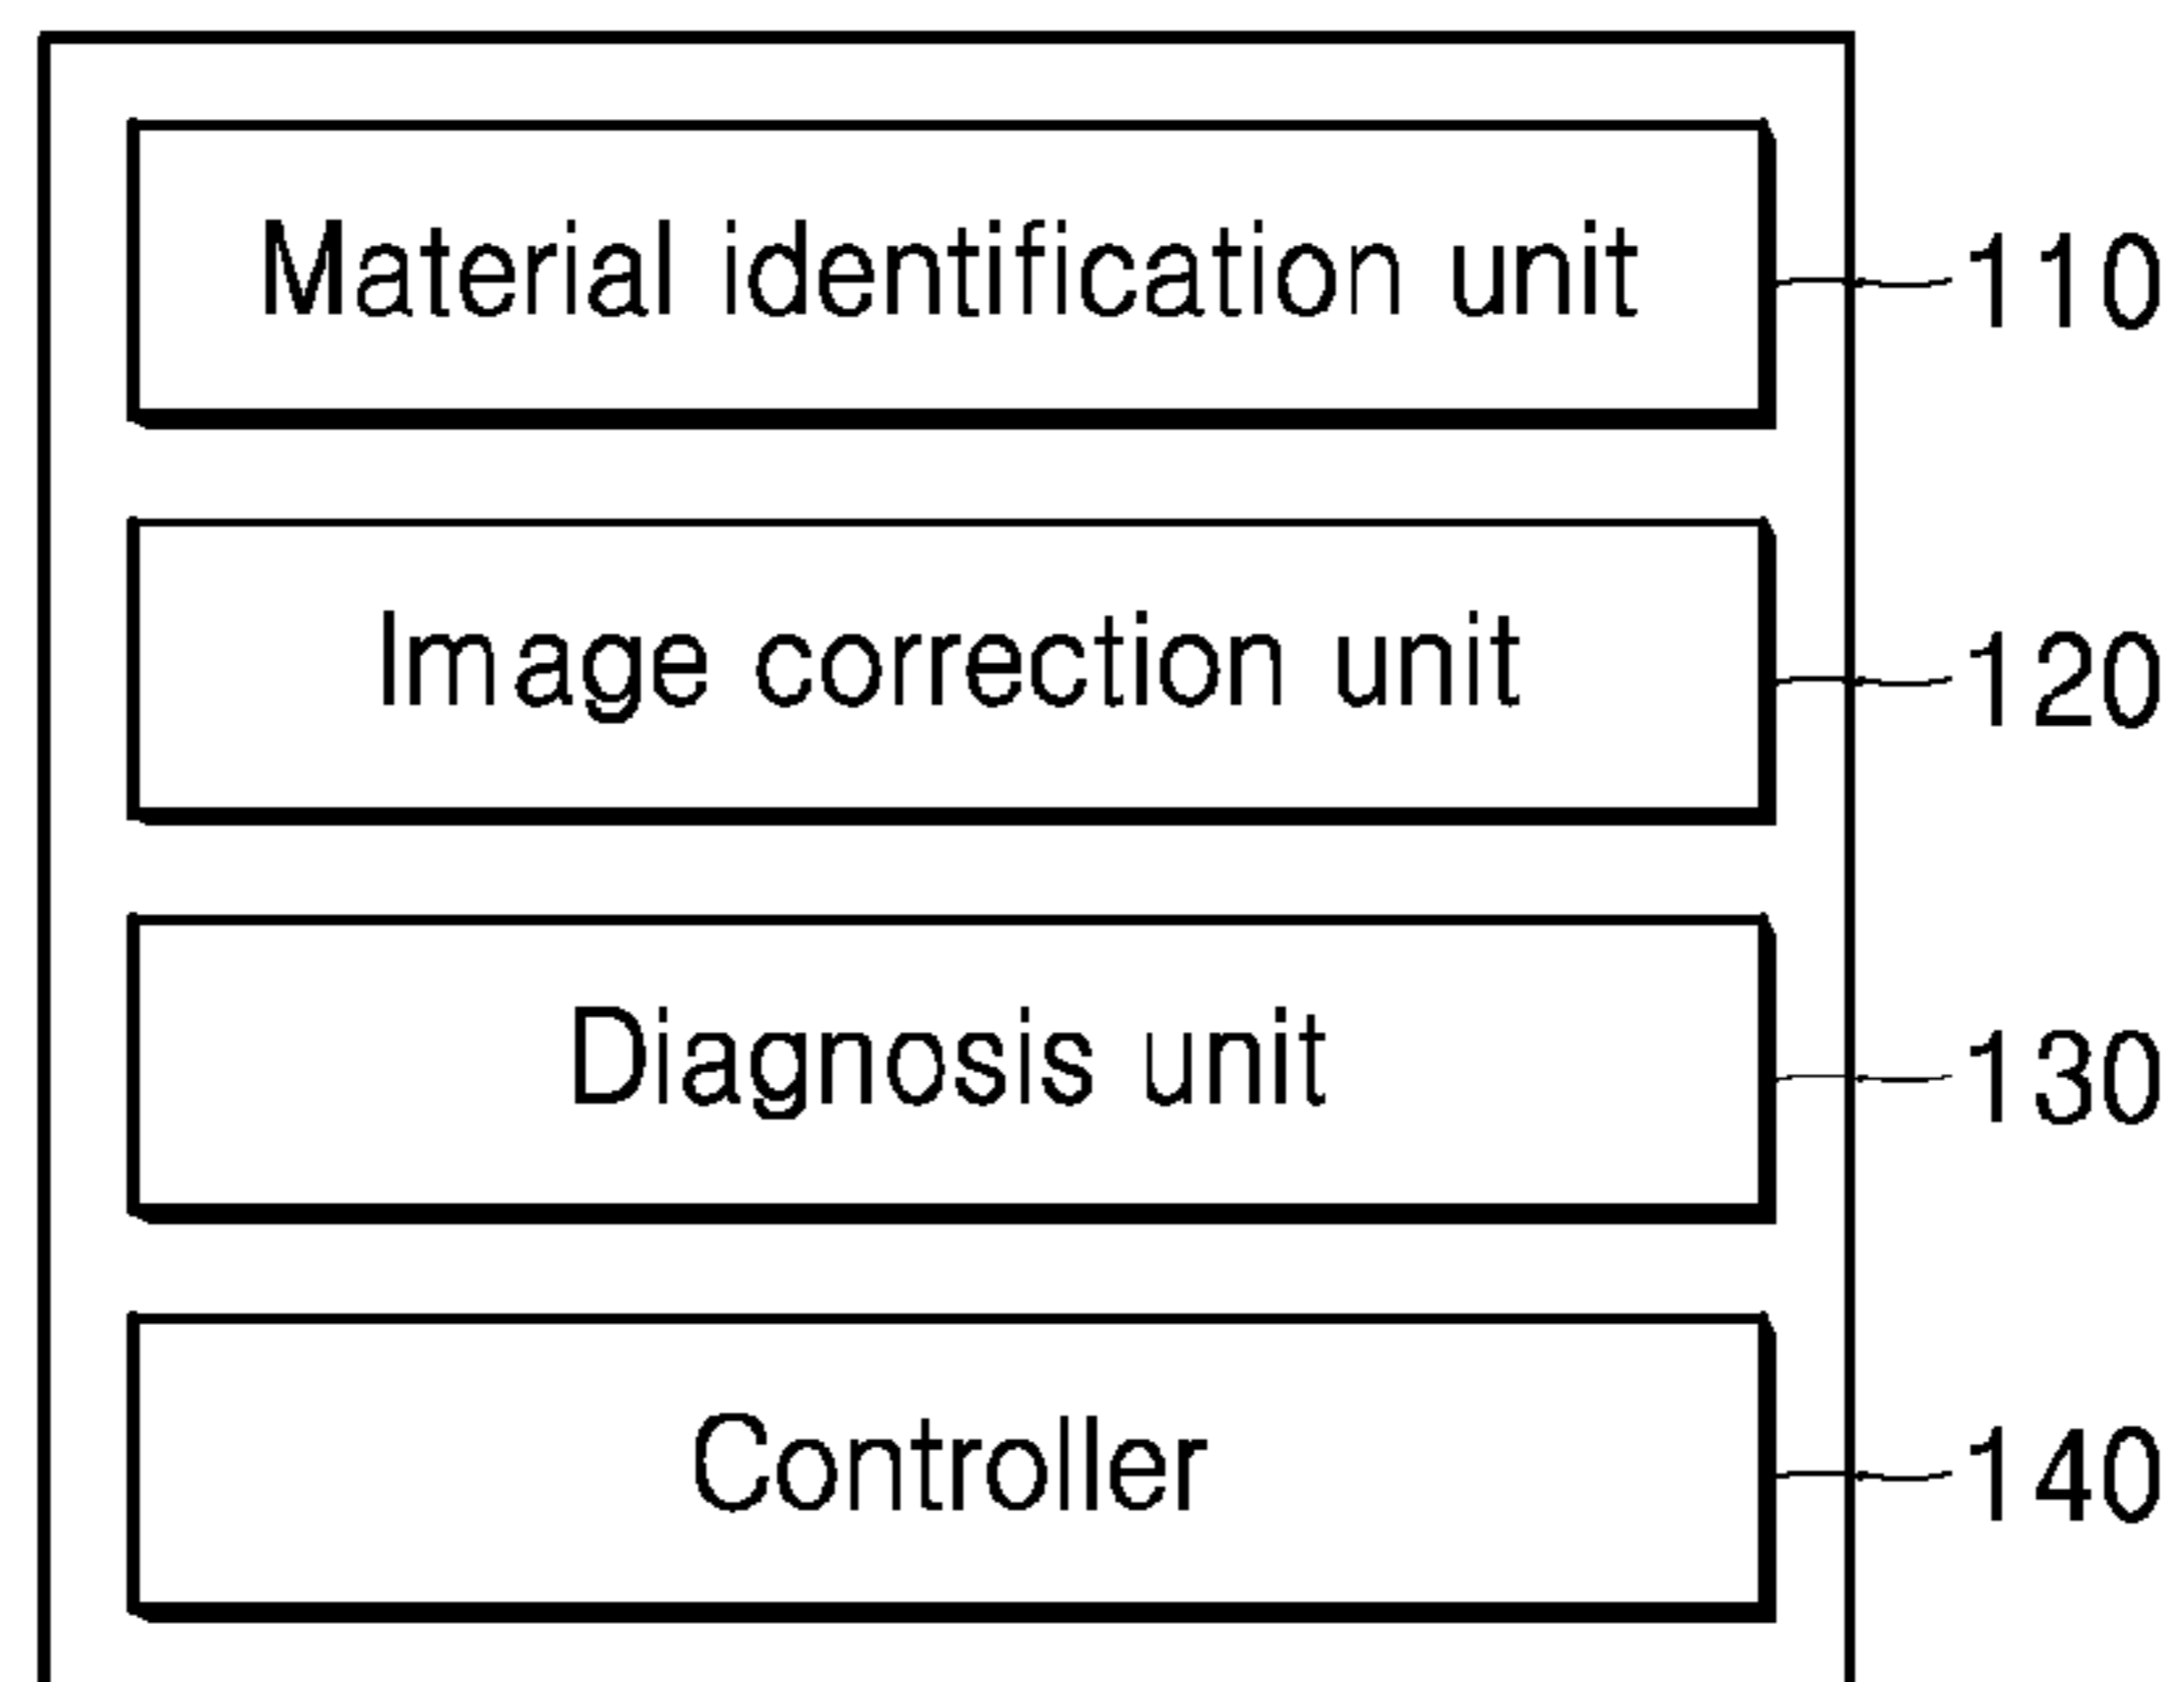 Material identification unit 110
Image correction unit 120
Diagnosis unit 130
Controller 140